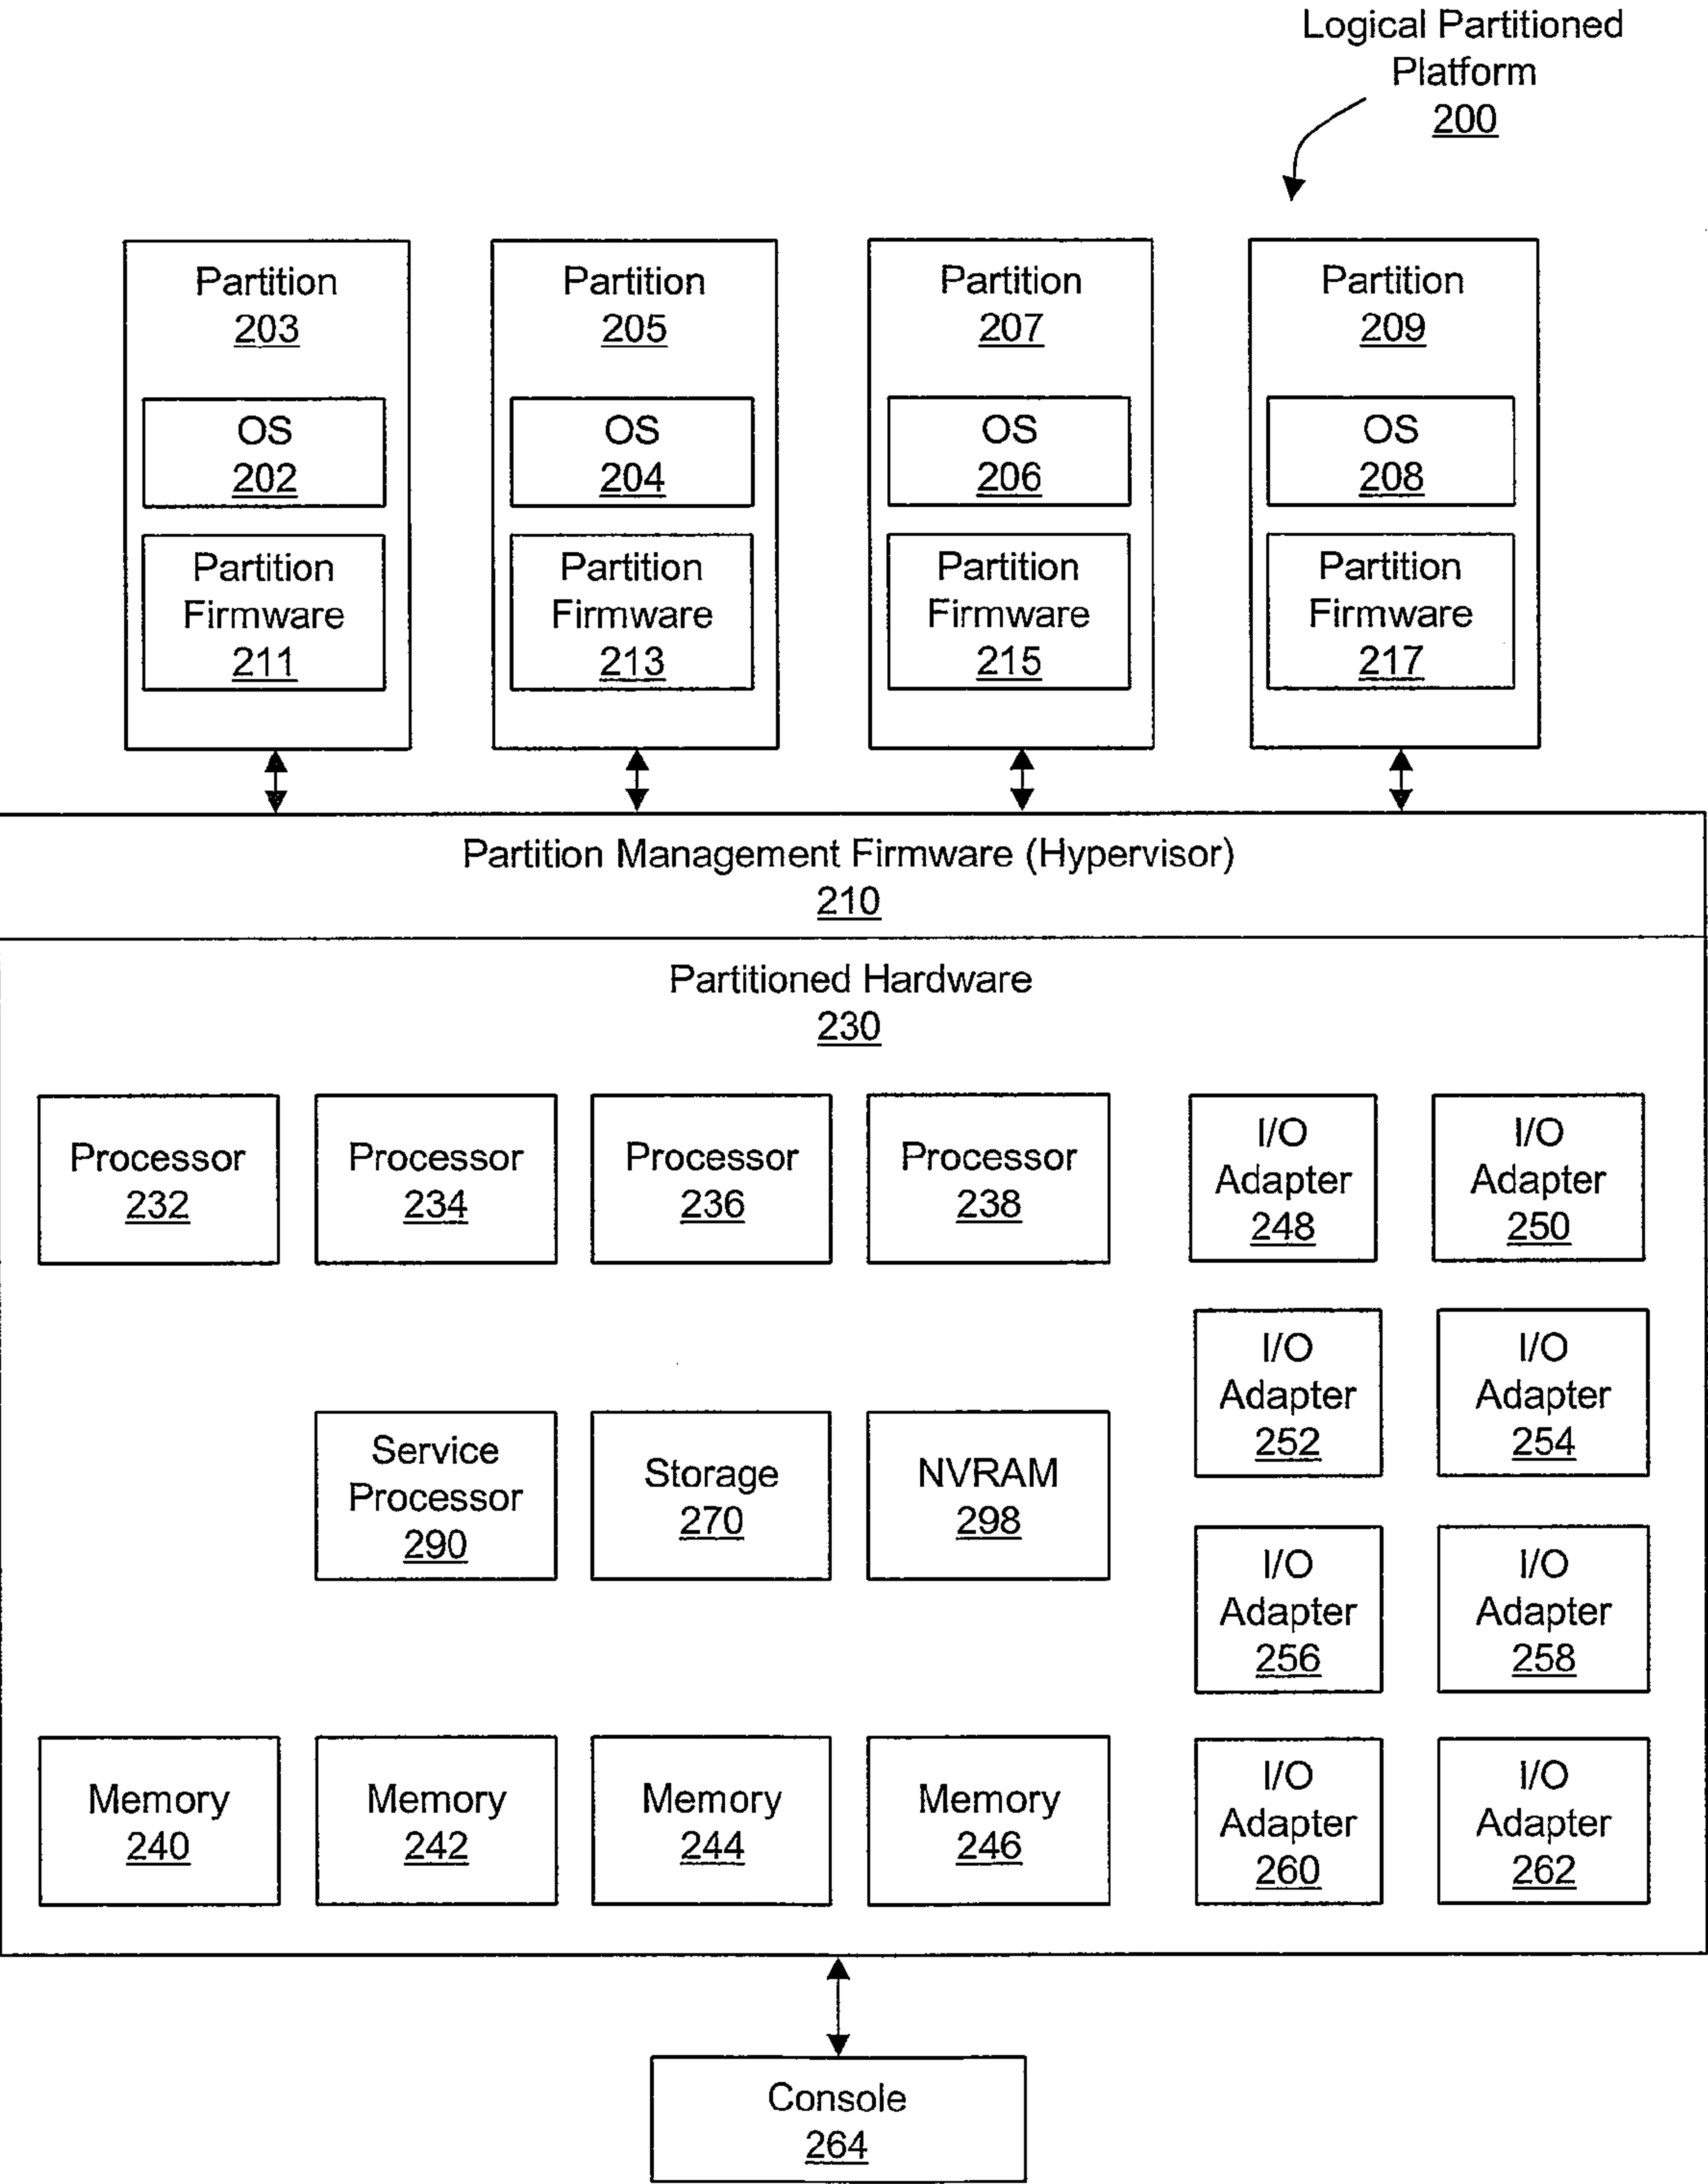 Logical Partitioned
Platform
200
Partition
203
OS
202
Partition
Firmware
211
Partition
205
OS
204
Partition
Firmware
213
Partition
207
OS
206
Partition
Firmware
215
Partition
209
OS
208
Partition
Firmware
217
Partition Management Firmware (Hypervisor)
210
Partitioned Hardware
230
Processor
232
Processor
234
Processor
236
Processor
238
I/O
Adapter
248
I/O
Adapter
250
I/O
Adapter
252
I/O
Adapter
254
Service
Processor
290
Storage
270
NVRAM
298
I/O
Adapter
256
I/O
Adapter
258
Memory
240
Memory
242
Memory
244
Memory
246
I/O
Adapter
260
I/O
Adapter
262
Console
264